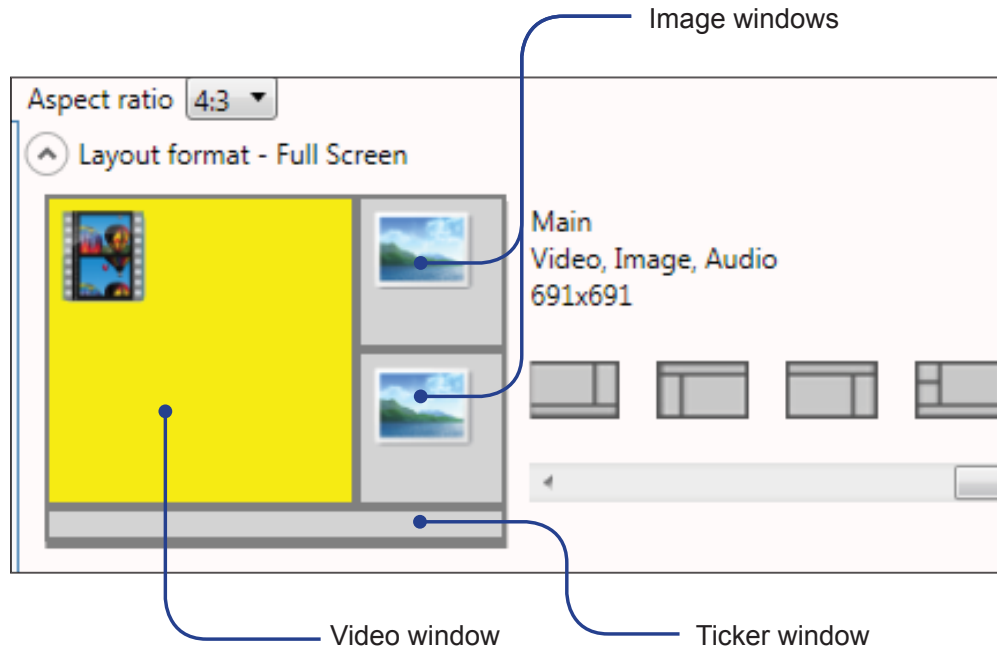 Image windows
Aspect ratio 4:3
Layout format - Full Screen
Main
Video, Image, Audio
691x691
Video window
Ticker window